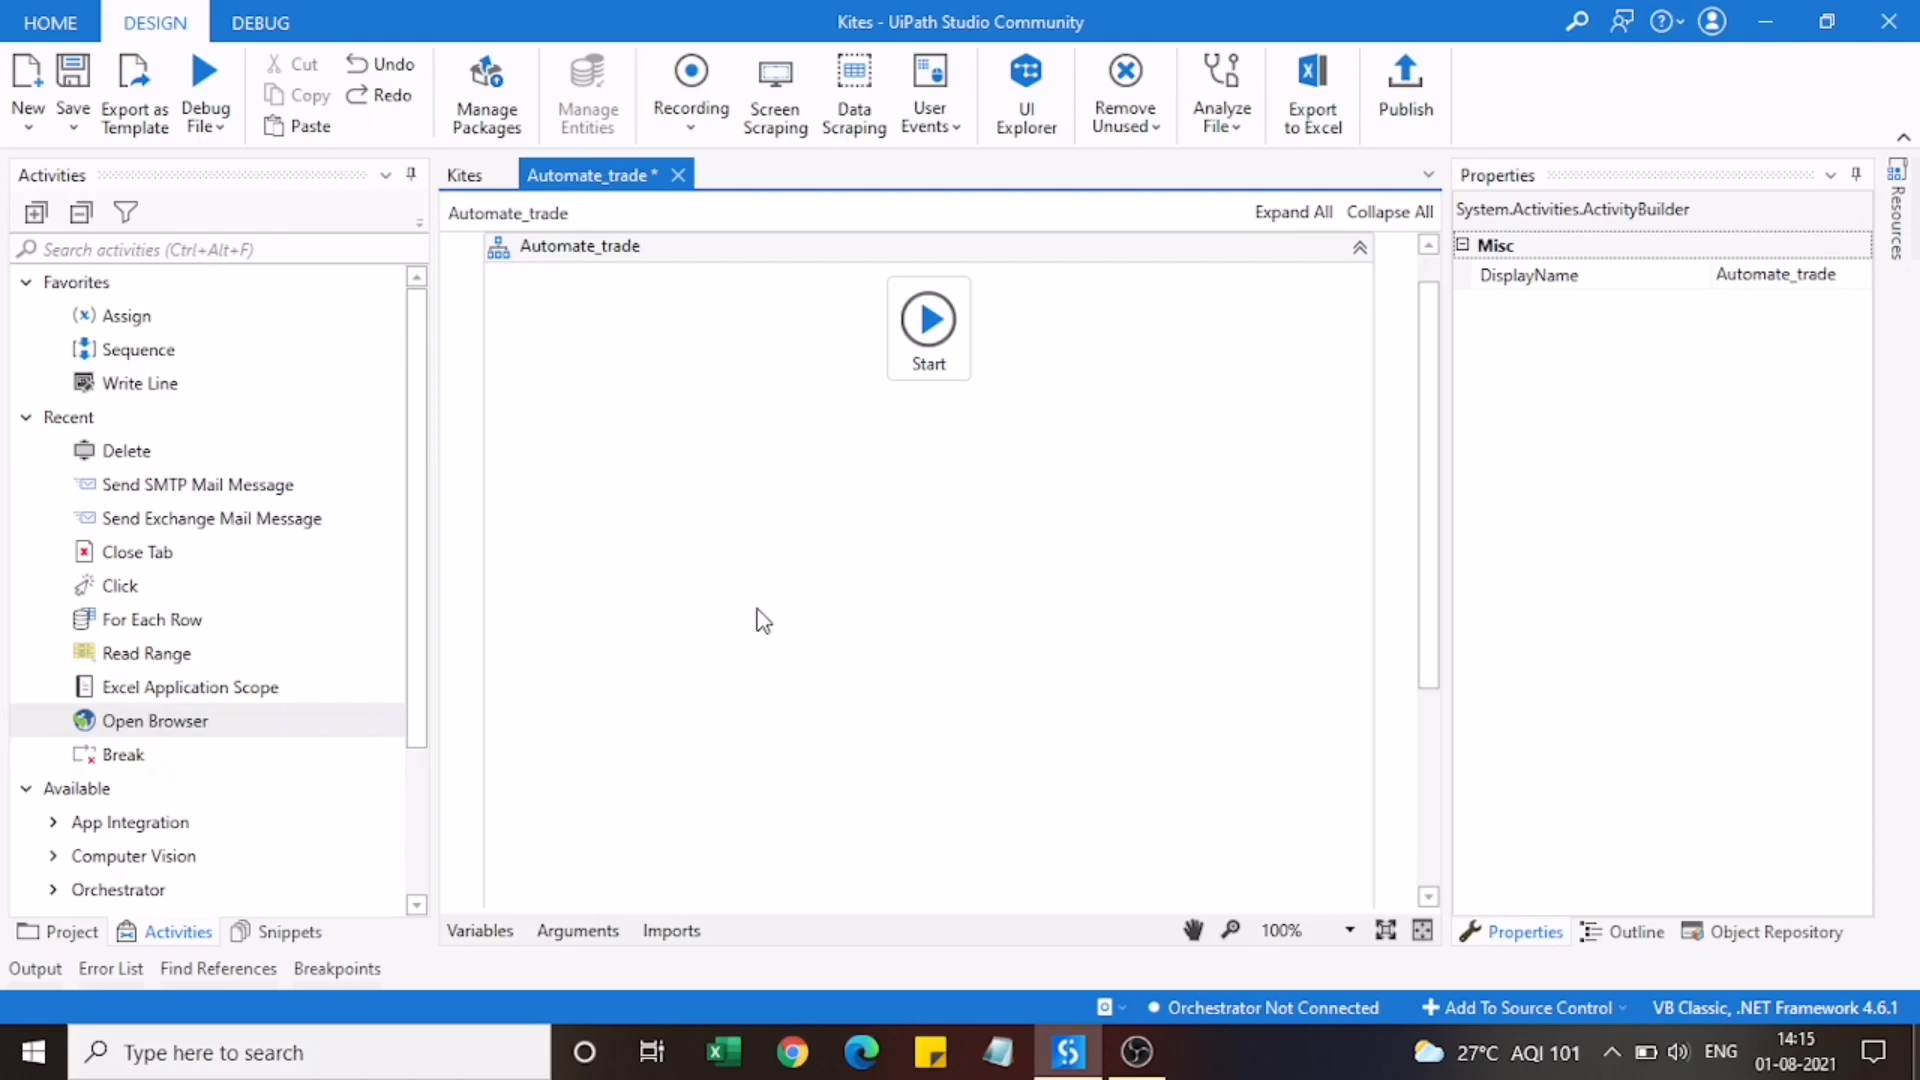 HOME DESIGN DEBUG Kites - UiPath Studio Community
New Save Export as Template Debug File Cut Copy Paste Undo Redo Manage Packages Manage Entities Recording Screen Scraping Data Scraping User Events UI Explorer Remove Unused Analyze File Export to Excel Publish
Activities Kites Automate_trade * Properties
Automate_trade Expand All Collapse All System.Activities.ActivityBuilder Resources
Search activities (Ctrl+Alt+F) Automate_trade Misc
Favorites DisplayName Automate_trade
Assign
Sequence Start
Write Line
Recent
Delete
Send SMTP Mail Message
Send Exchange Mail Message
Close Tab
Click
For Each Row
Read Range
Excel Application Scope
Open Browser
Break
Available
App Integration
Computer Vision
Orchestrator
Project Activities Snippets Variables Arguments Imports 100% Properties Outline Object Repository
Output Error List Find References Breakpoints
Orchestrator Not Connected Add To Source Control VB Classic, .NET Framework 4.6.1
Type here to search 27°C AQI 101 ENG 14:15
01-08-2021